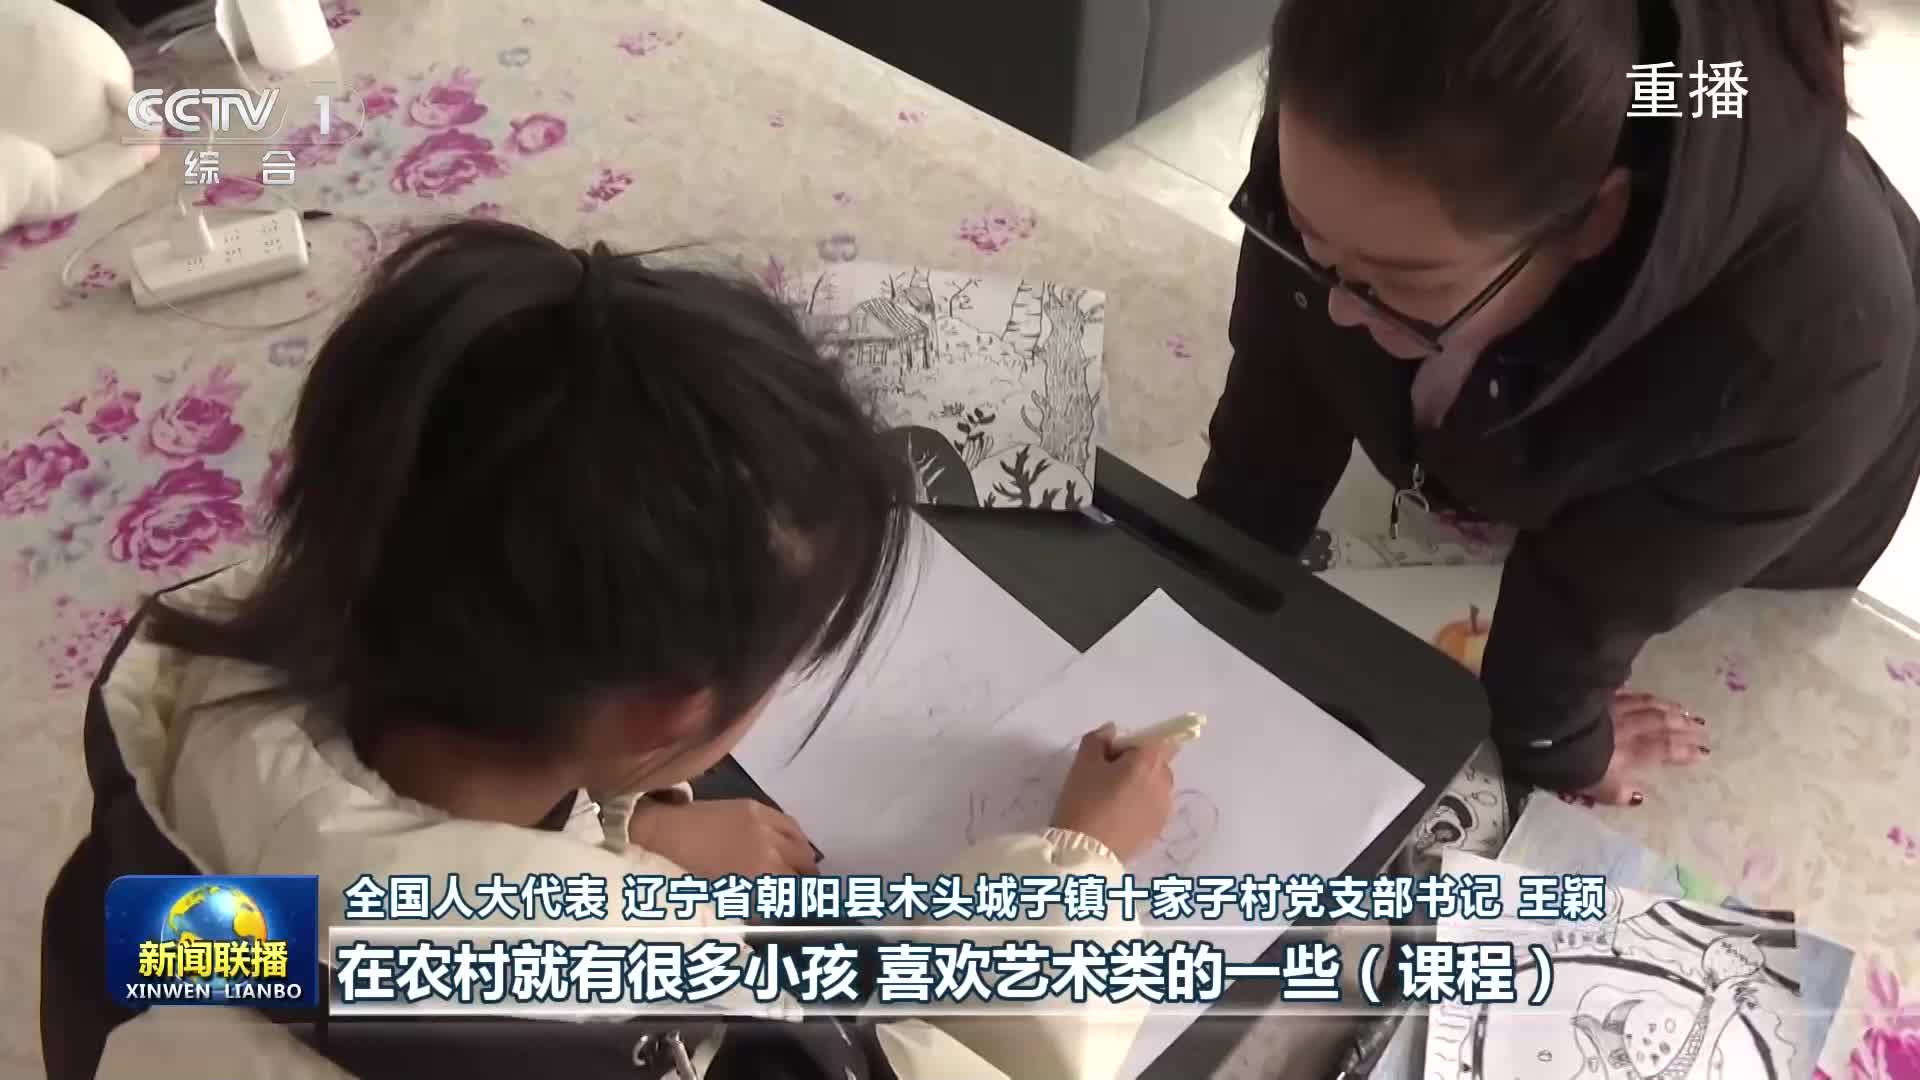 CCTV 1
综合
重播
全国人大代表 辽宁省朝阳县木头城子镇十家子村党支部书记 王颖
新闻联播
XINWEN LIANBO
在农村就有很多小孩 喜欢艺术类的一些（课程）